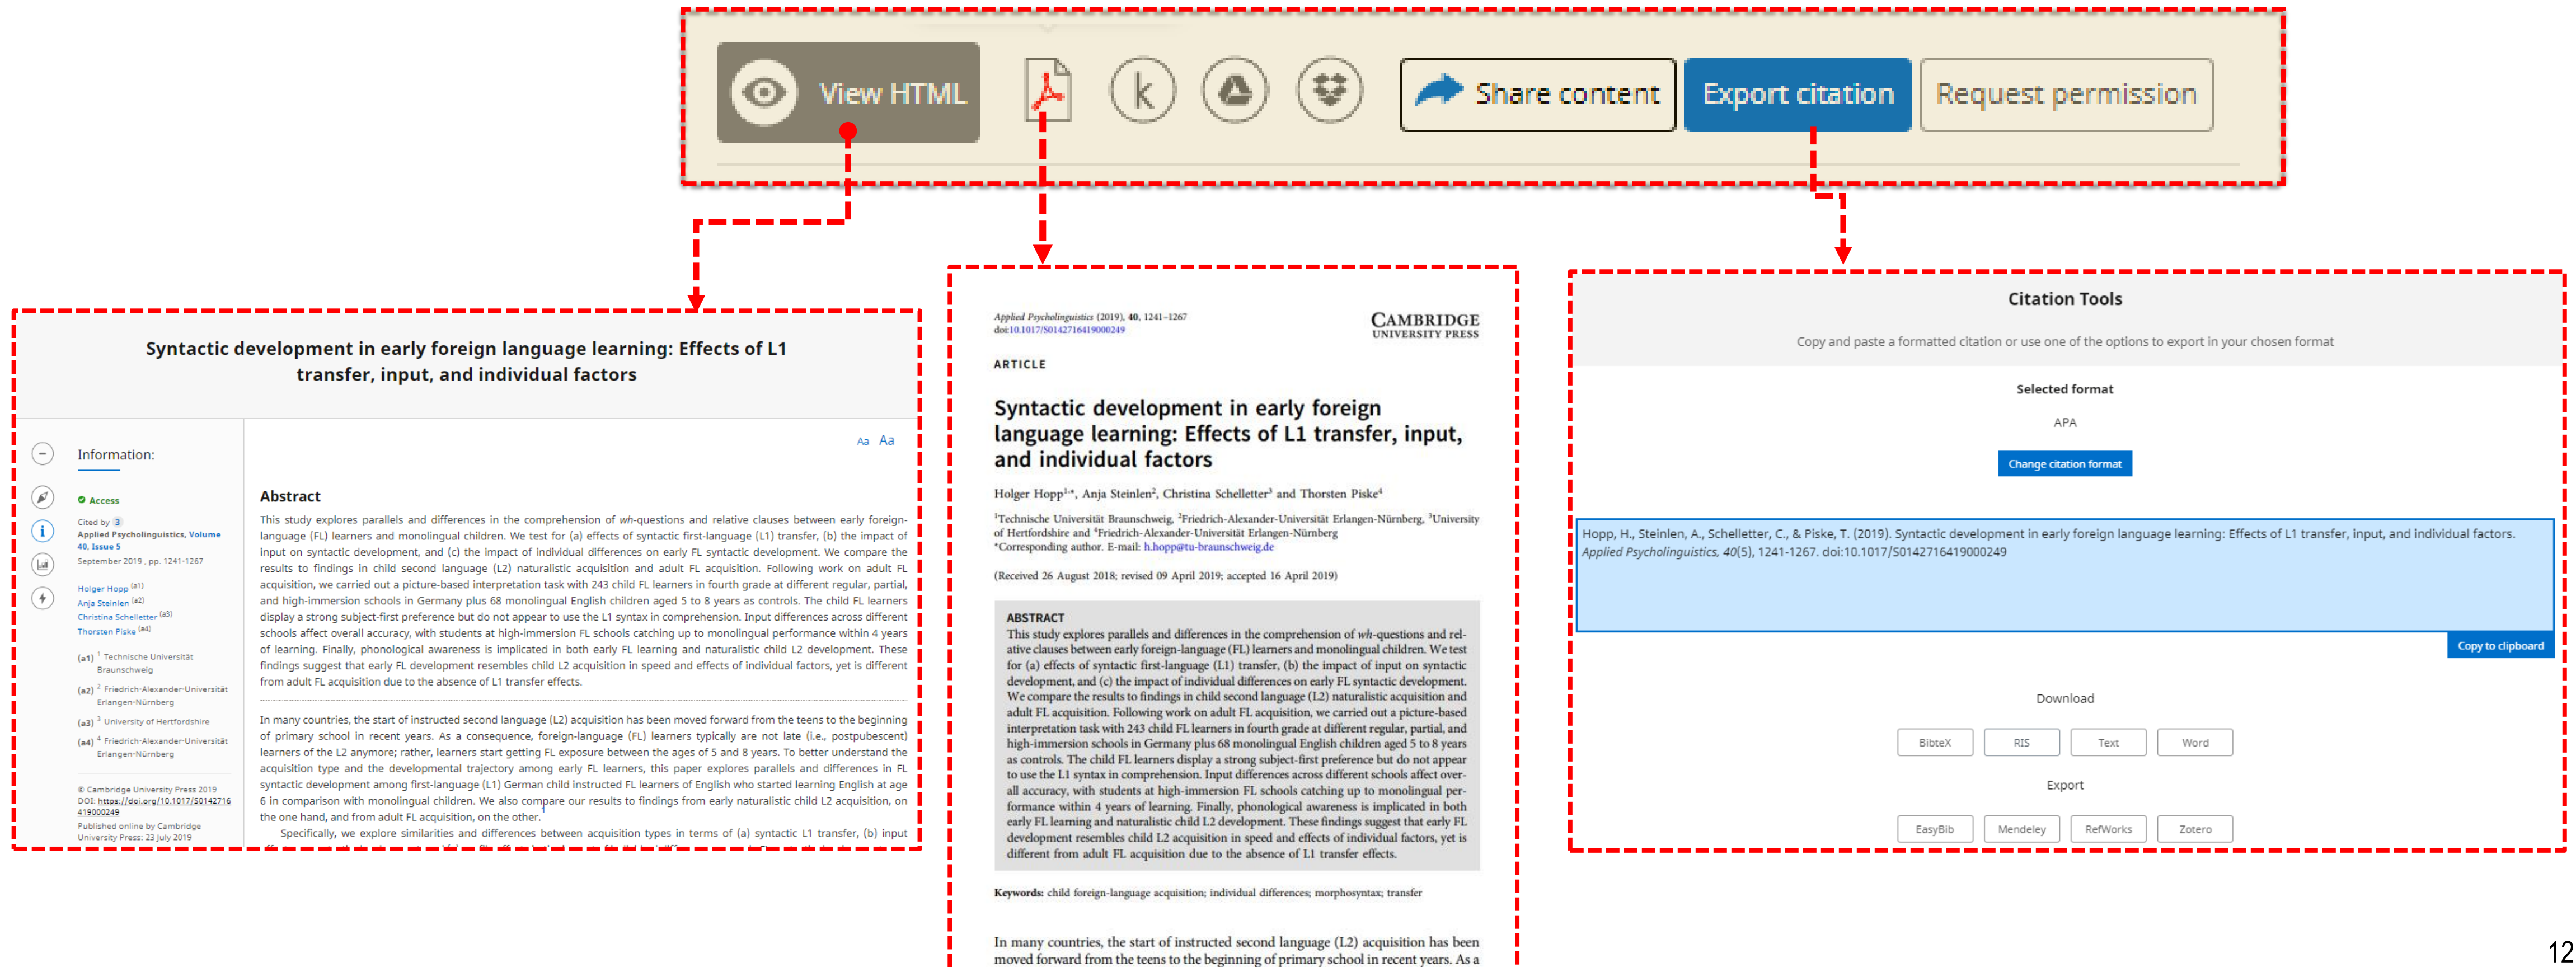 View HTML
k
Share content
Export citation
Request permission
Syntactic development in early foreign language learning: Effects of L1
transfer, input, and individual factors
Aa Aa
Information:
Access
Cited by 3
Applied Psycholinguistics, Volume
40, Issue 5
September 2019 , pp. 1241-1267
Holger Hopp (a1)
Anja Steinlen (a2)
Christina Schelletter (a3)
Thorsten Piske (a4)
(a1) 1 Technische Universität
Braunschweig
(a2) 2 Friedrich-Alexander-Universität
Erlangen-Nürnberg
(a3) 3 University of Hertfordshire
(a4) 4 Friedrich-Alexander-Universität
Erlangen-Nürnberg
© Cambridge University Press 2019
DOI: https://doi.org/10.1017/S0142716
419000249
Published online by Cambridge
University Press: 23 July 2019
Abstract
This study explores parallels and differences in the comprehension of wh-questions and relative clauses between early foreign-
language (FL) learners and monolingual children. We test for (a) effects of syntactic first-language (L1) transfer, (b) the impact of
input on syntactic development, and (c) the impact of individual differences on early FL syntactic development. We compare the
results to findings in child second language (L2) naturalistic acquisition and adult FL acquisition. Following work on adult FL
acquisition, we carried out a picture-based interpretation task with 243 child FL learners in fourth grade at different regular, partial,
and high-immersion schools in Germany plus 68 monolingual English children aged 5 to 8 years as controls. The child FL learners
display a strong subject-first preference but do not appear to use the L1 syntax in comprehension. Input differences across different
schools affect overall accuracy, with students at high-immersion FL schools catching up to monolingual performance within 4 years
of learning. Finally, phonological awareness is implicated in both early FL learning and naturalistic child L2 development. These
findings suggest that early FL development resembles child L2 acquisition in speed and effects of individual factors, yet is different
from adult FL acquisition due to the absence of L1 transfer effects.
In many countries, the start of instructed second language (L2) acquisition has been moved forward from the teens to the beginning
of primary school in recent years. As a consequence, foreign-language (FL) learners typically are not late (i.e., postpubescent)
learners of the L2 anymore; rather, learners start getting FL exposure between the ages of 5 and 8 years. To better understand the
acquisition type and the developmental trajectory among early FL learners, this paper explores parallels and differences in FL
syntactic development among first-language (L1) German child instructed FL learners of English who started learning English at age
6 in comparison with monolingual children. We also compare our results to findings from early naturalistic child L2 acquisition, on
the one hand, and from adult FL acquisition, on the other.1
Specifically, we explore similarities and differences between acquisition types in terms of (a) syntactic L1 transfer, (b) input
Applied Psycholinguistics (2019), 40, 1241–1267
doi:10.1017/S0142716419000249
CAMBRIDGE
UNIVERSITY PRESS
ARTICLE
Syntactic development in early foreign
language learning: Effects of L1 transfer, input,
and individual factors
Holger Hopp1,*, Anja Steinlen2, Christina Schelletter3 and Thorsten Piske4
1Technische Universität Braunschweig, 2Friedrich-Alexander-Universität Erlangen-Nürnberg, 3University
of Hertfordshire and 4Friedrich-Alexander-Universität Erlangen-Nürnberg
*Corresponding author. E-mail: h.hopp@tu-braunschweig.de
(Received 26 August 2018; revised 09 April 2019; accepted 16 April 2019)
ABSTRACT
This study explores parallels and differences in the comprehension of wh-questions and rel-
ative clauses between early foreign-language (FL) learners and monolingual children. We test
for (a) effects of syntactic first-language (L1) transfer, (b) the impact of input on syntactic
development, and (c) the impact of individual differences on early FL syntactic development.
We compare the results to findings in child second language (L2) naturalistic acquisition and
adult FL acquisition. Following work on adult FL acquisition, we carried out a picture-based
interpretation task with 243 child FL learners in fourth grade at different regular, partial, and
high-immersion schools in Germany plus 68 monolingual English children aged 5 to 8 years
as controls. The child FL learners display a strong subject-first preference but do not appear
to use the L1 syntax in comprehension. Input differences across different schools affect over-
all accuracy, with students at high-immersion FL schools catching up to monolingual per-
formance within 4 years of learning. Finally, phonological awareness is implicated in both
early FL learning and naturalistic child L2 development. These findings suggest that early FL
development resembles child L2 acquisition in speed and effects of individual factors, yet is
different from adult FL acquisition due to the absence of L1 transfer effects.
Keywords: child foreign-language acquisition; individual differences; morphosyntax; transfer
In many countries, the start of instructed second language (L2) acquisition has been
moved forward from the teens to the beginning of primary school in recent years. As a
Citation Tools
Copy and paste a formatted citation or use one of the options to export in your chosen format
Selected format
APA
Change citation format
Hopp, H., Steinlen, A., Schelletter, C., & Piske, T. (2019). Syntactic development in early foreign language learning: Effects of L1 transfer, input, and individual factors.
Applied Psycholinguistics, 40(5), 1241-1267. doi:10.1017/S0142716419000249
Copy to clipboard
Download
BibteX
RIS
Text
Word
Export
EasyBib
Mendeley
RefWorks
Zotero
12